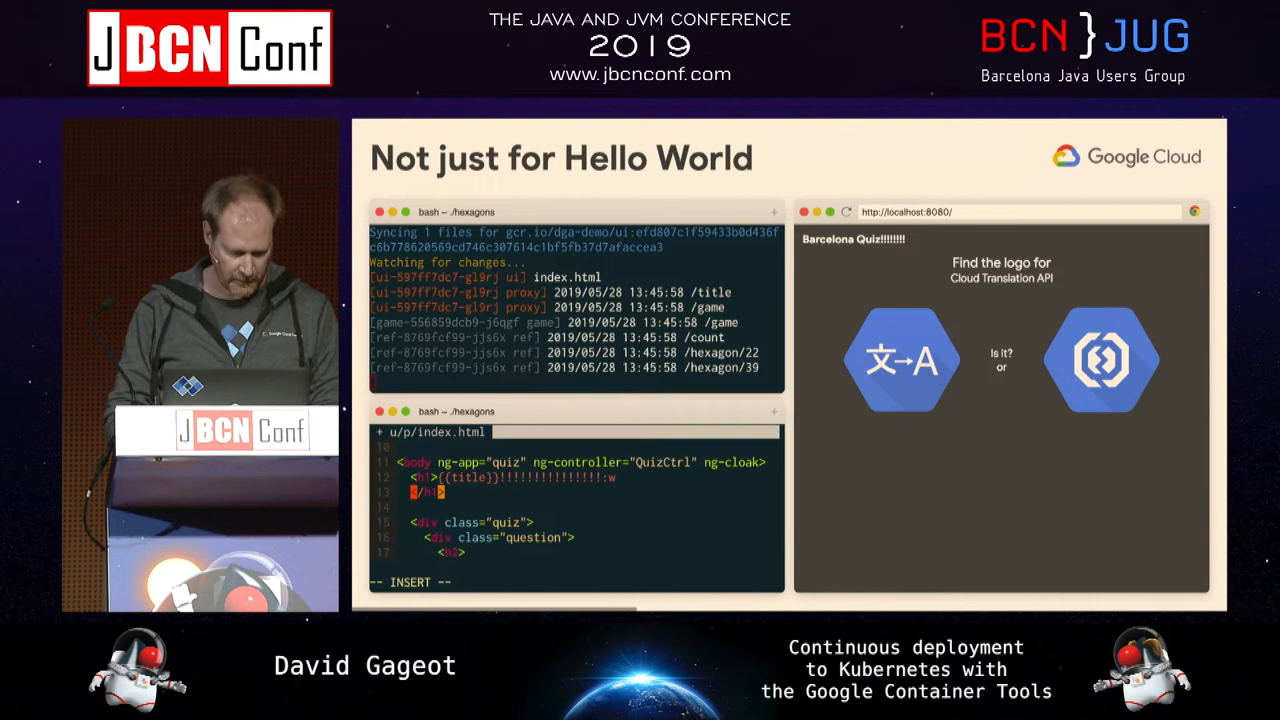 J BCN Conf
THE JAVA AND JVM CONFERENCE
2019
www.jbcnconf.com
BCN } JUG
Barcelona Java Users Group
Not just for Hello World
Google Cloud
bash ~ ./hexagons
Syncing 1 files for gcr.io/dga-demo/ui:efd807c1f59433b0d436f
c6b778620569cd746c307614c1bf5fb37d7afaccea3
Watching for changes...
[ui-597ff7dc7-gl9rj ui] index.html
[ui-597ff7dc7-gl9rj proxy] 2019/05/28 13:45:58 /title
[ui-597ff7dc7-gl9rj proxy] 2019/05/28 13:45:58 /game
[game-556859dcb9-j6qgf game] 2019/05/28 13:45:58 /game
[ref-8769fcf99-jjs6x ref] 2019/05/28 13:45:58 /count
[ref-8769fcf99-jjs6x ref] 2019/05/28 13:45:58 /hexagon/22
[ref-8769fcf99-jjs6x ref] 2019/05/28 13:45:58 /hexagon/39
bash ~ ./hexagons
+ u/p/index.html
10
11 <body ng-app="quiz" ng-controller="QuizCtrl" ng-cloak>
12 <h1>{{title}}!!!!!!!!!!!!!!!:w
13 </h1>
14
15 <div class="quiz">
16 <div class="question">
17 <h2>
-- INSERT --
http://localhost:8080/
Barcelona Quiz!!!!!!!!
Find the logo for
Cloud Translation API
文→A
Is it?
or
J BCN Conf
David Gageot
Continuous deployment
to Kubernetes with
the Google Container Tools